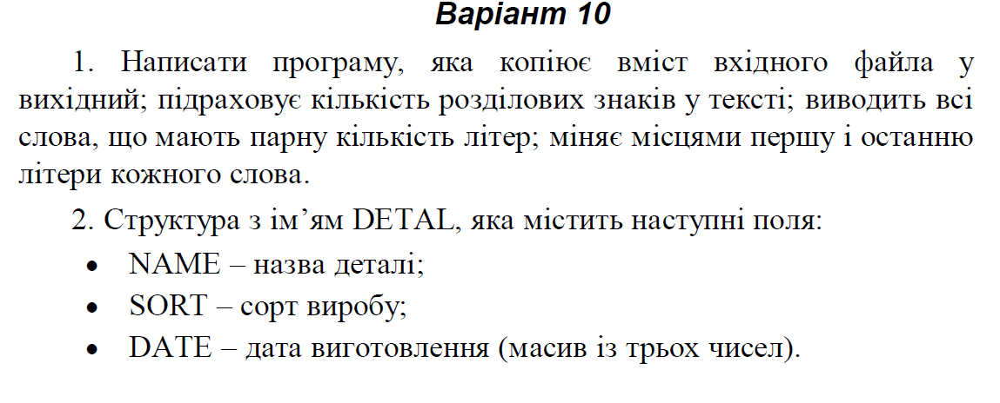 Варіант 10
1. Написати програму, яка копіює вміст вхідного файла у
вихідний; підраховує кількість розділових знаків у тексті; виводить всі
слова, що мають парну кількість літер; міняє місцями першу і останню
літери кожного слова.
2. Структура з ім’ям DETAL, яка містить наступні поля:
• NAME – назва деталі;
• SORT – сорт виробу;
• DATE – дата виготовлення (масив із трьох чисел).